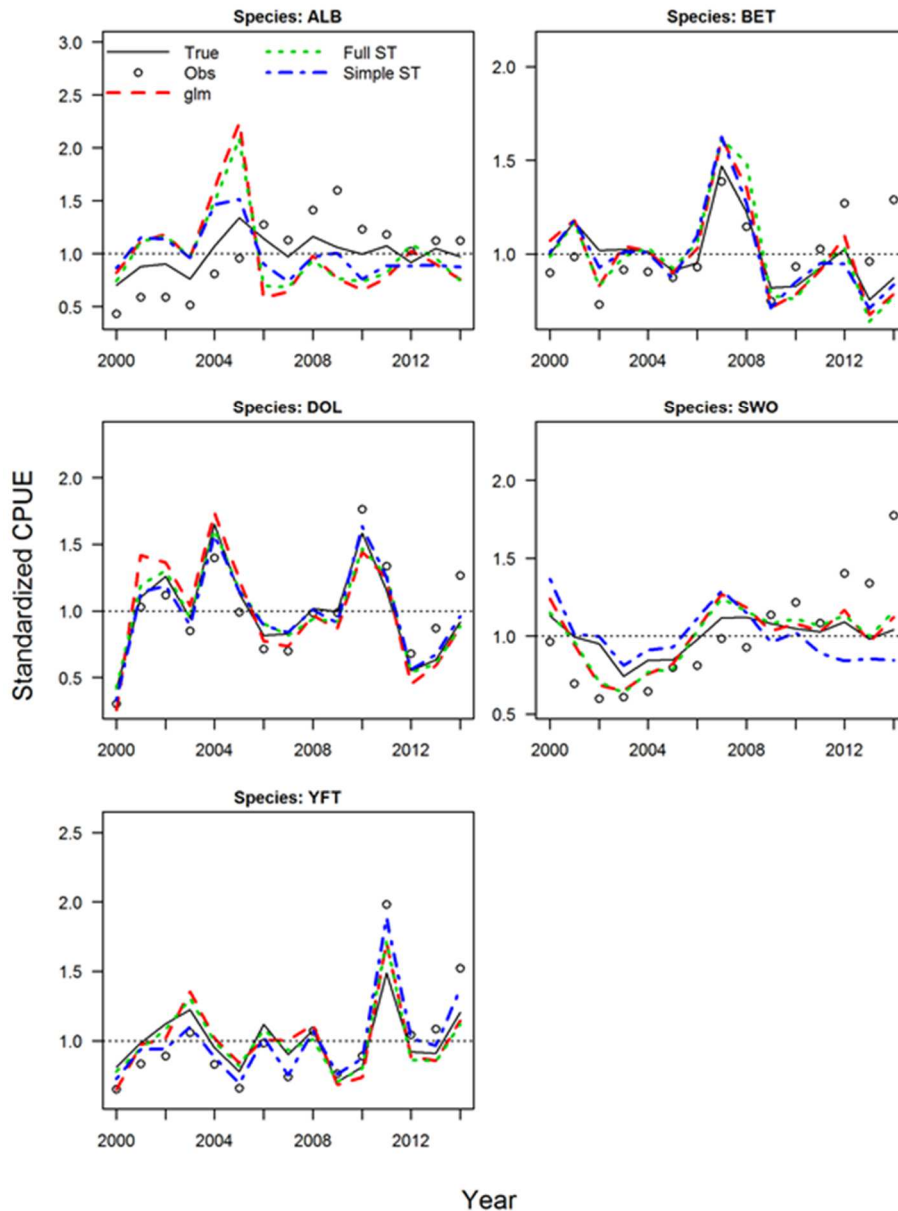 Species: ALB
3.0
2.5
2.0
1.5
1.0
0.5
True
Obs
glm
Full ST
Simple ST
2000 2004 2008 2012
Species: BET
2.0
1.5
1.0
2000 2004 2008 2012
Species: DOL
2.0
1.5
1.0
0.5
2000 2004 2008 2012
Species: SWO
2.0
1.5
1.0
0.5
2000 2004 2008 2012
Species: YFT
2.5
2.0
1.5
1.0
2000 2004 2008 2012
Standardized CPUE
Year